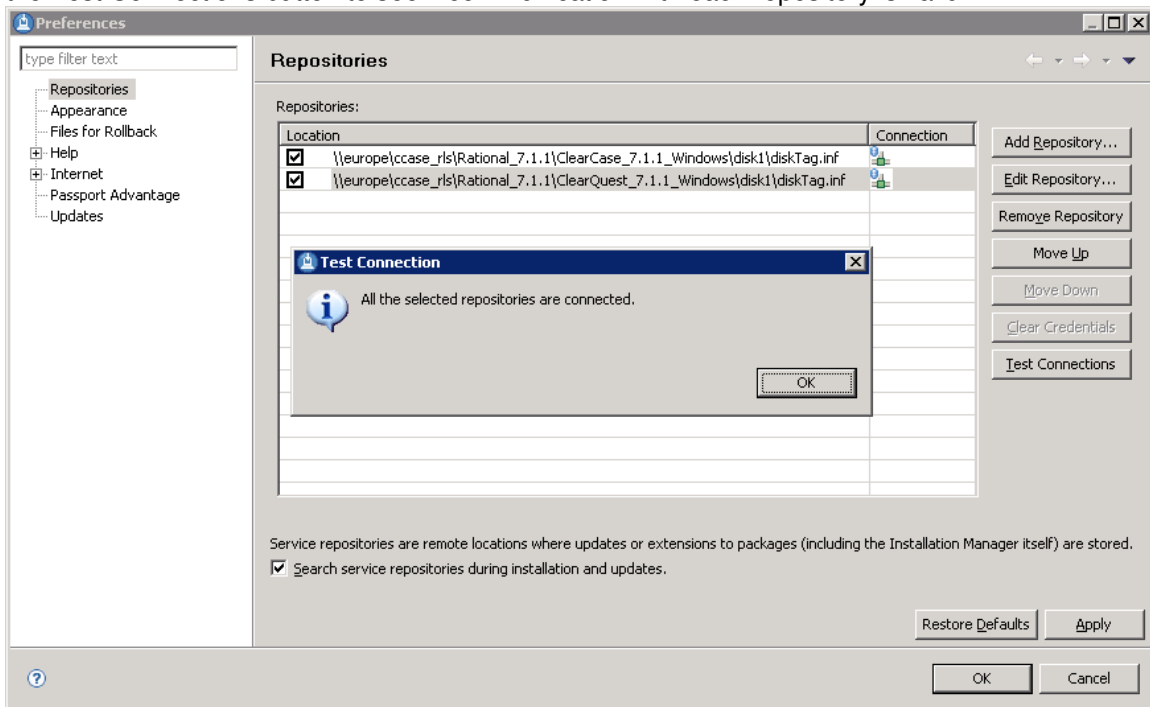 Preferences
type filter text
Repositories
Appearance
Files for Rollback
Help
Internet
Passport Advantage
Updates
Repositories
Repositories:
Location Connection
\\europe\ccase_rls\Rational_7.1.1\ClearCase_7.1.1_Windows\disk1\diskTag.inf
\\europe\ccase_rls\Rational_7.1.1\ClearQuest_7.1.1_Windows\disk1\diskTag.inf
Add Repository...
Edit Repository...
Remove Repository
Move Up
Move Down
Clear Credentials
Test Connections
Test Connection
All the selected repositories are connected.
OK
Service repositories are remote locations where updates or extensions to packages (including the Installation Manager itself) are stored.
Search service repositories during installation and updates.
Restore Defaults Apply
OK Cancel